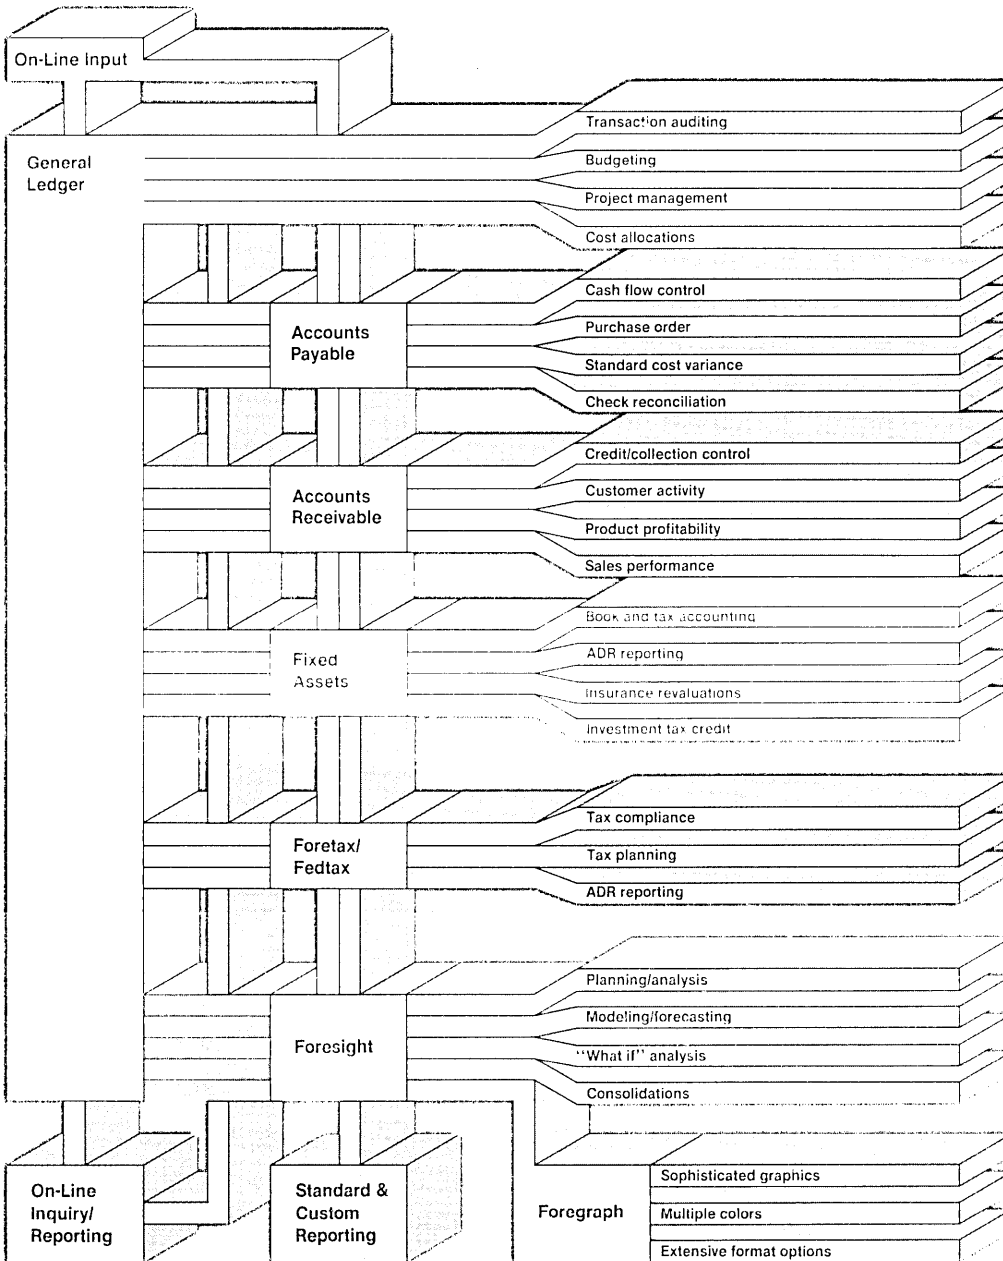 On-Line Input
General
Ledger
Transaction auditing
Budgeting
Project management
Cost allocations
Accounts
Payable
Cash flow control
Purchase order
Standard cost variance
Check reconciliation
Accounts
Receivable
Credit/collection control
Customer activity
Product profitability
Sales performance
Fixed
Assets
Book and tax accounting
ADR reporting
Insurance revaluations
Investment tax credit
Foretax/
Fedtax
Tax compliance
Tax planning
ADR reporting
Foresight
Planning/analysis
Modeling/forecasting
"What if" analysis
Consolidations
On-Line
Inquiry/
Reporting
Standard &
Custom
Reporting
Foregraph
Sophisticated graphics
Multiple colors
Extensive format options